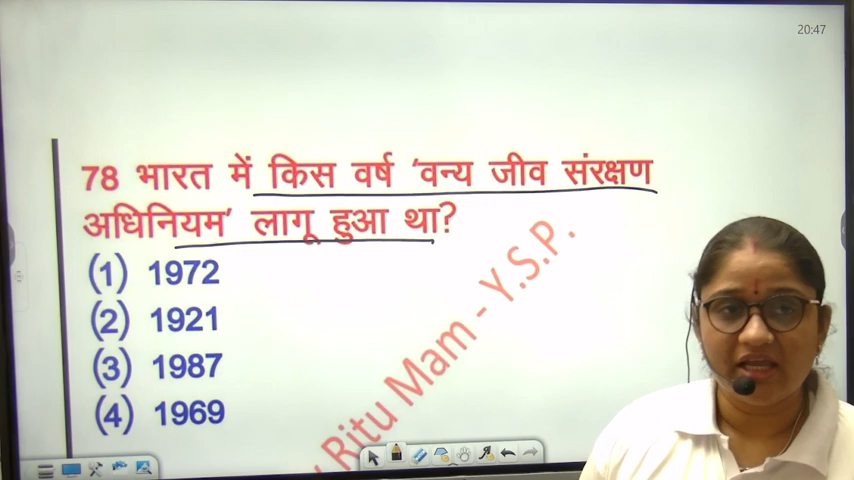 20:47
78 भारत में किस वर्ष 'वन्य जीव संरक्षण
अधिनियम' लागू हुआ था?
(1) 1972
(2) 1921
(3) 1987
(4) 1969
Ritu Mam - Y.S.P.